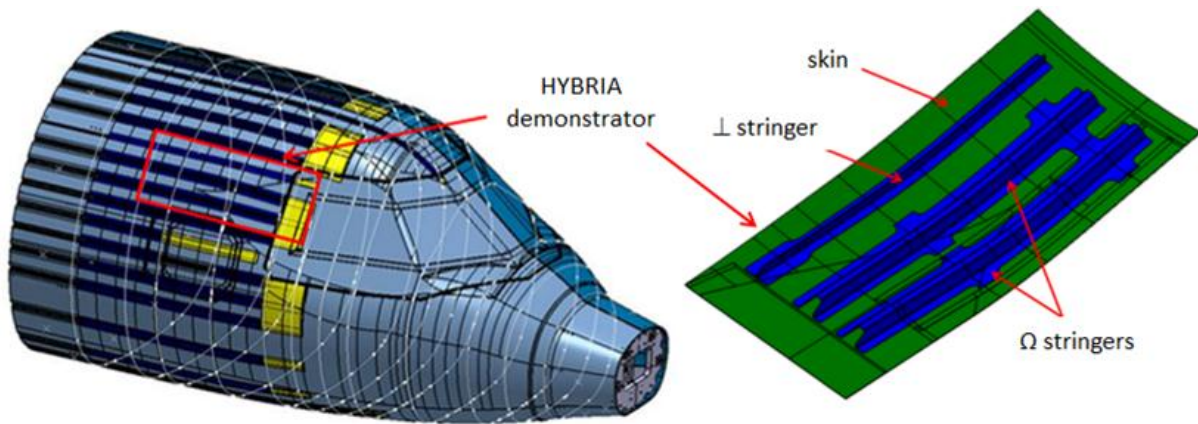 HYBRIA
demonstrator
skin
⊥ stringer
Ω stringers